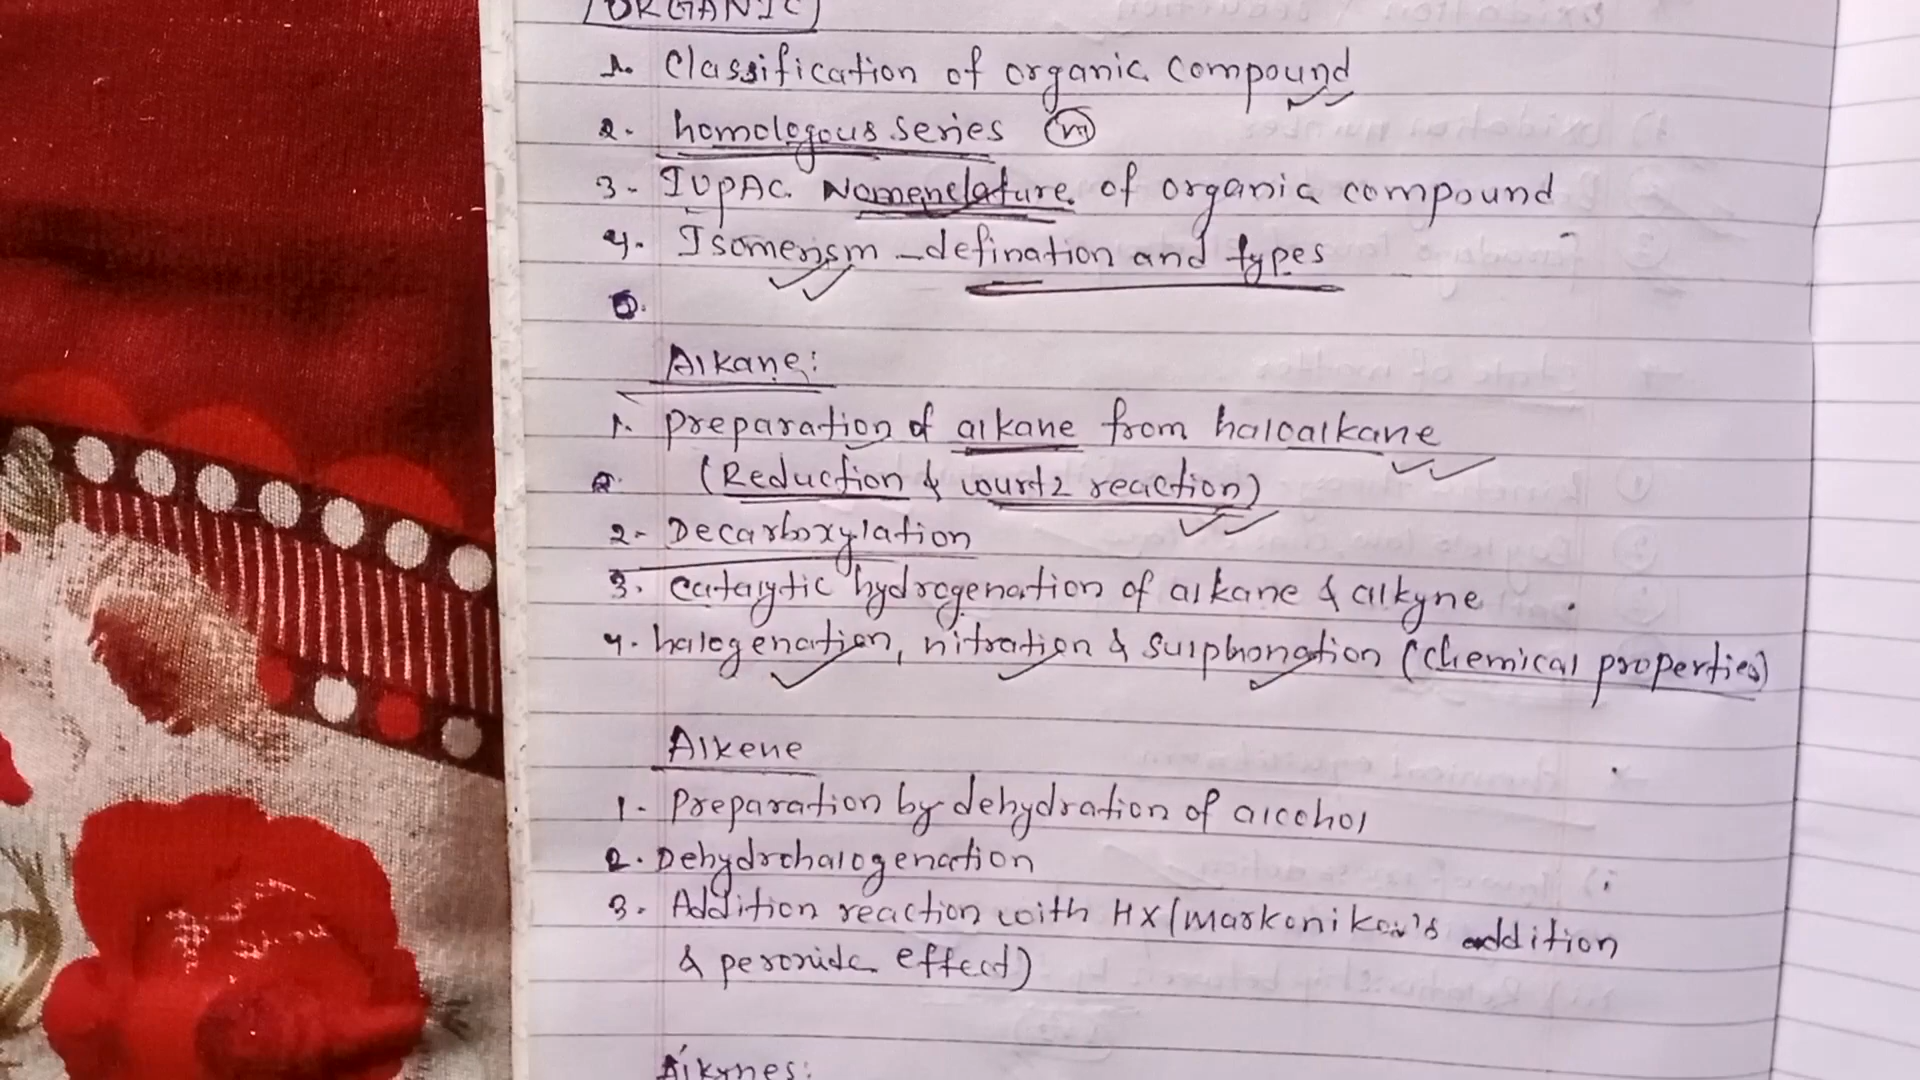 ORGANIC
1. Classification of organic compound
2. homologous series (m)
3- IUPAC Nomenclature of organic compound
4. Isomerism - defination and types
Alkane:
1. preparation of alkane from haloalkane
(Reduction & wurtz reaction)
2- Decarboxylation
3. catalytic hydrogenation of alkane & alkyne
4. halogenation, nitration & sulphonation (chemical properties)
Alkene
1- Preparation by dehydration of alcohol
2. Dehydrohalogenation
3. Addition reaction with HX (markonikov's addition
& peroxide effect)
Alkynes: